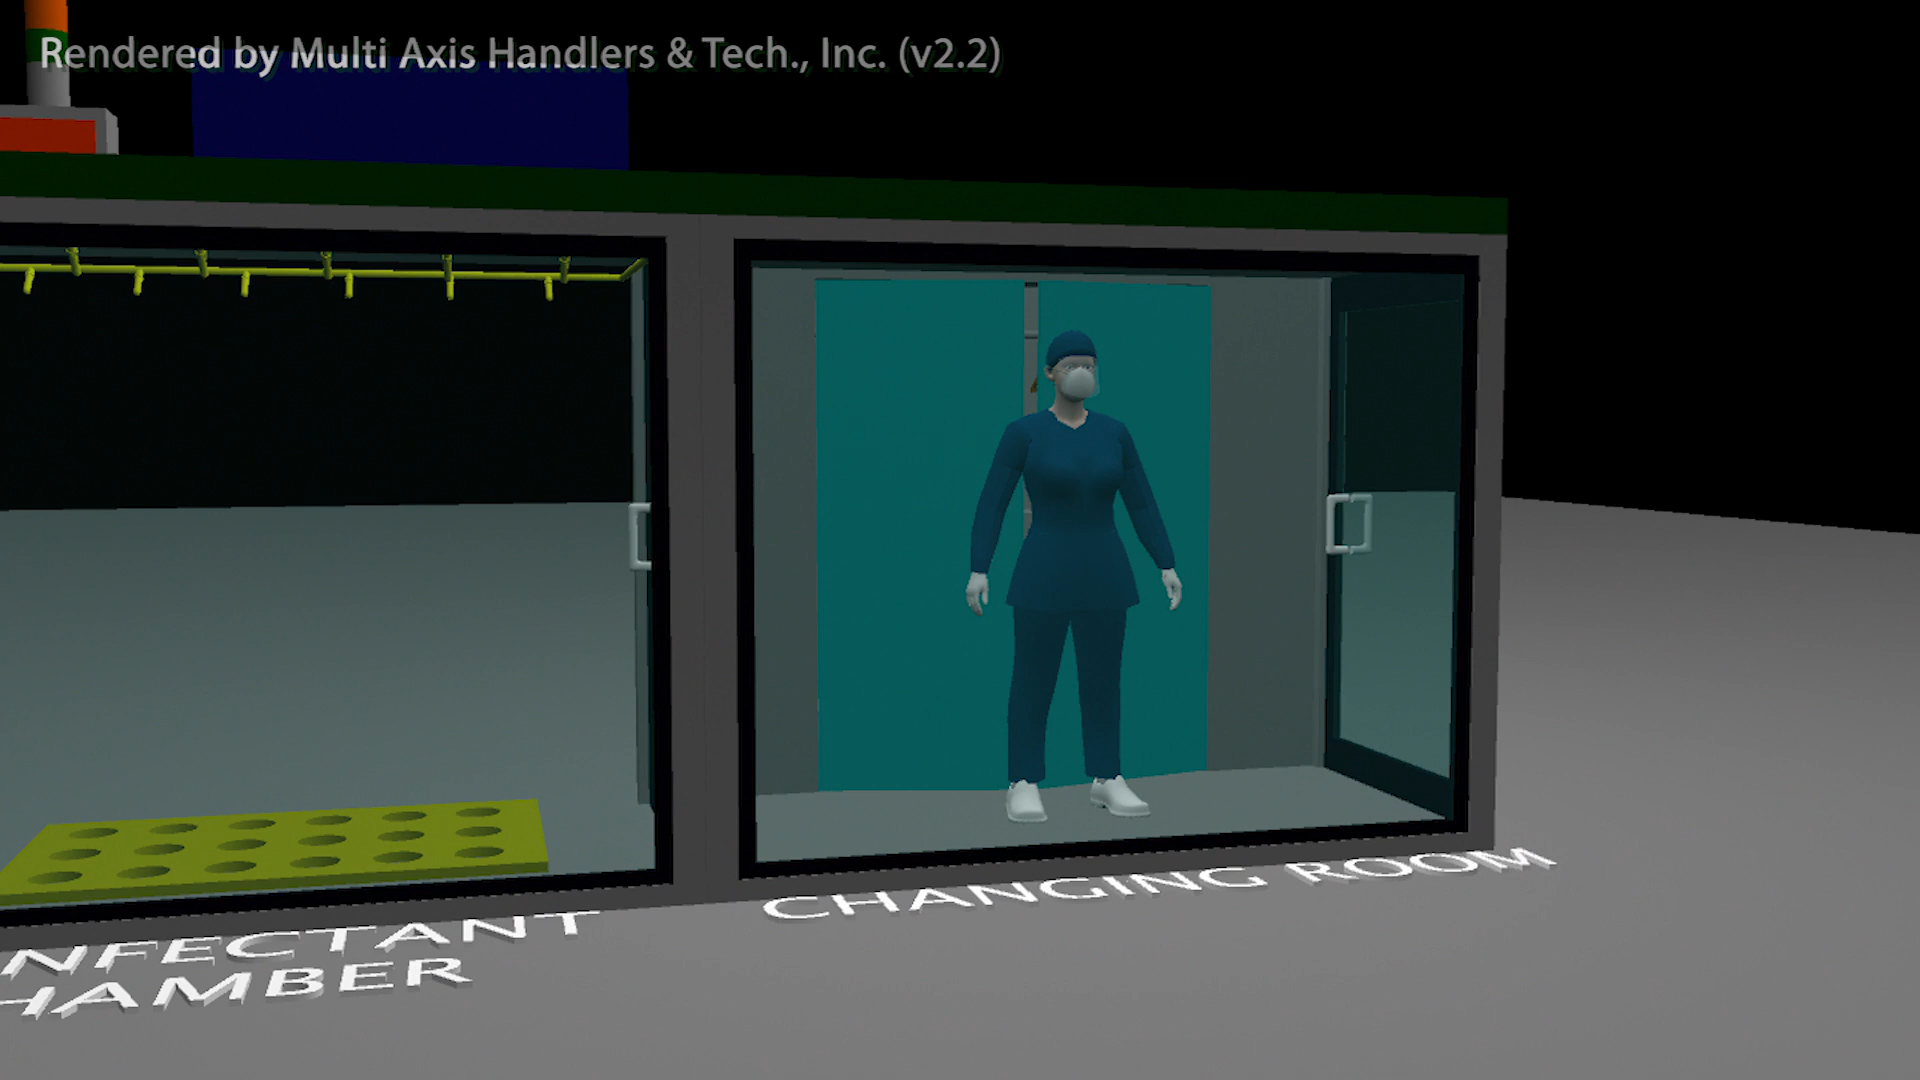 Rendered by Multi Axis Handlers & Tech., Inc. (v2.2)
CHANGING ROOM
NFECTANT
HAMBER